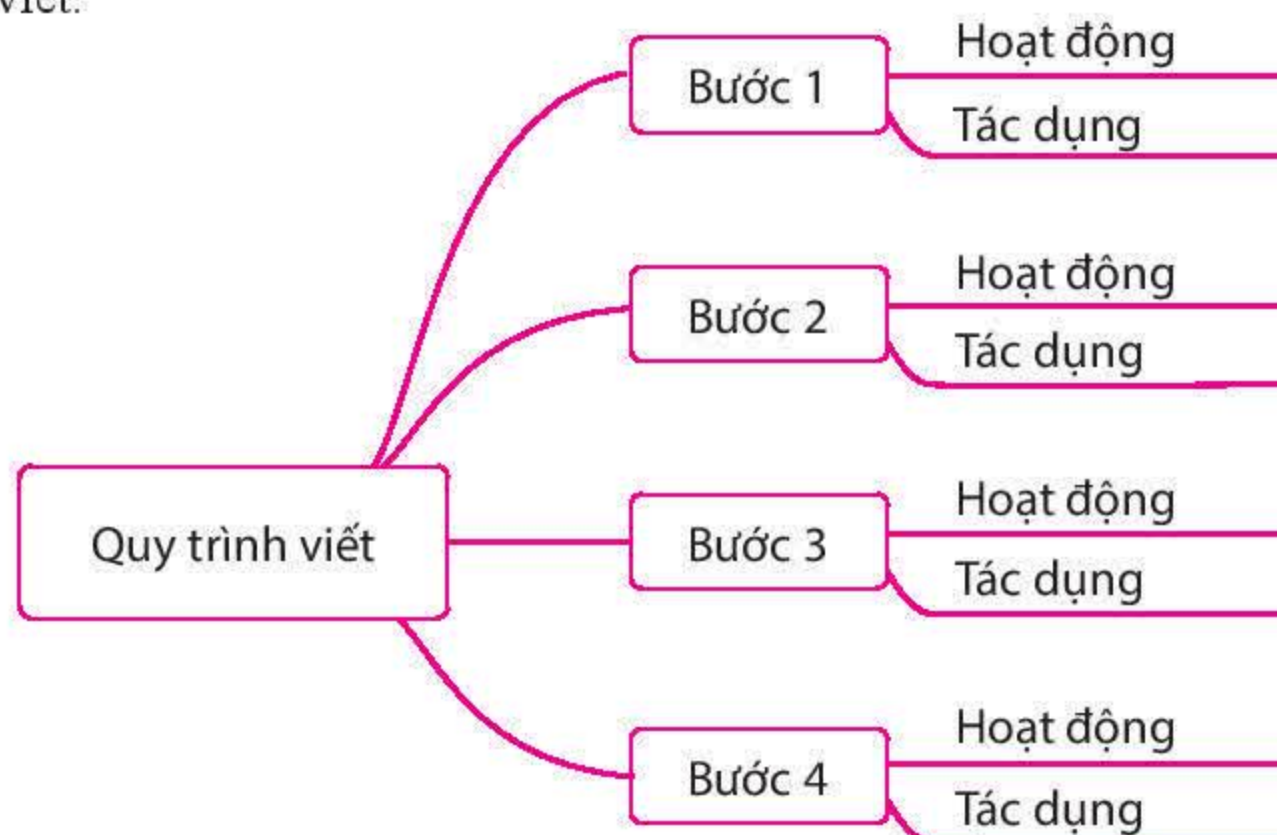 viết.
Hoạt động
Bước 1
Tác dụng
Hoạt động
Bước 2
Tác dụng
Quy trình viết
Hoạt động
Bước 3
Tác dụng
Hoạt động
Bước 4
Tác dụng